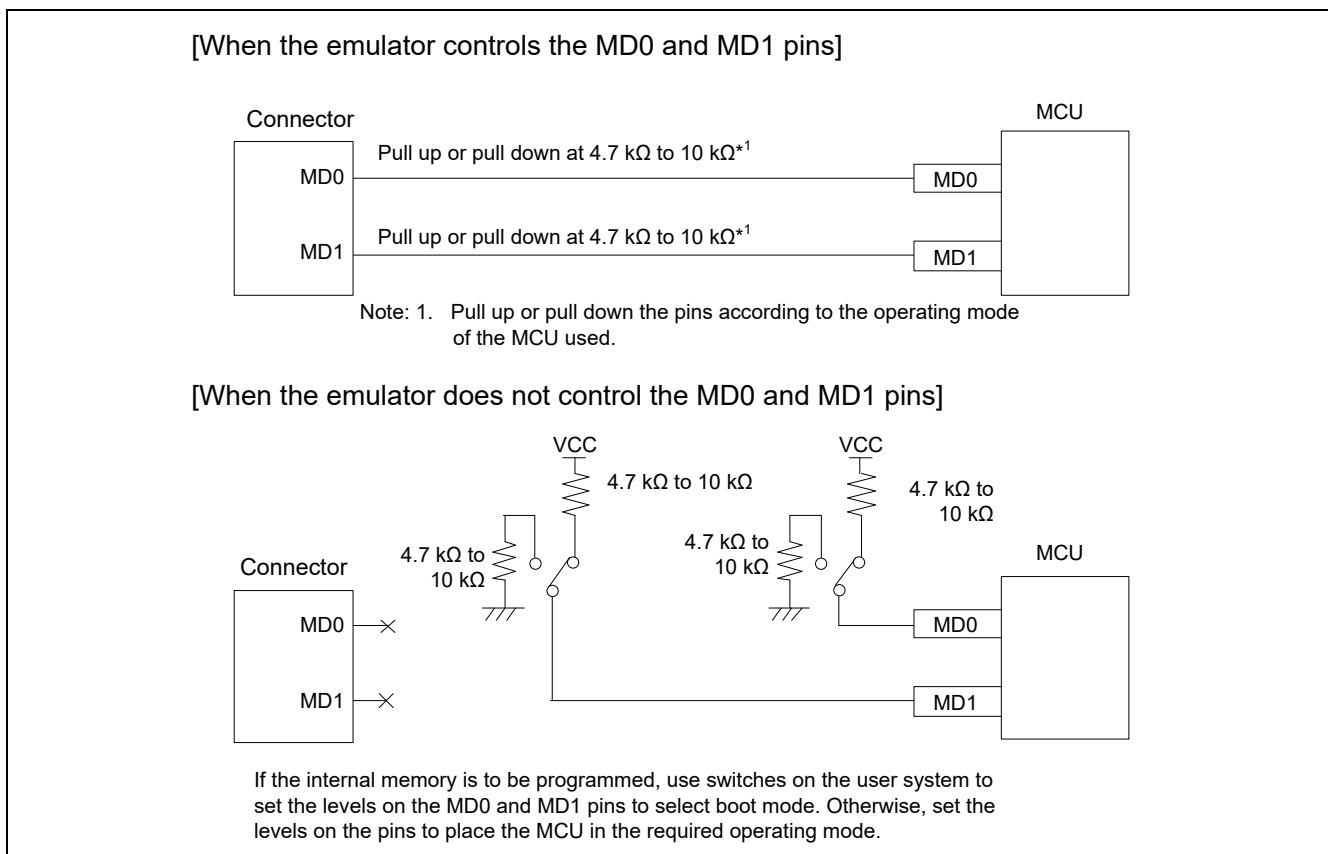 [When the emulator controls the MD0 and MD1 pins]
Connector
MCU
Pull up or pull down at 4.7 kΩ to 10 kΩ*1
MD0
MD0
Pull up or pull down at 4.7 kΩ to 10 kΩ*1
MD1
MD1
Note: 1. Pull up or pull down the pins according to the operating mode
of the MCU used.
[When the emulator does not control the MD0 and MD1 pins]
VCC
VCC
4.7 kΩ to 10 kΩ
4.7 kΩ to
10 kΩ
4.7 kΩ to
10 kΩ
4.7 kΩ to
10 kΩ
Connector
MCU
MD0
MD0
MD1
MD1
If the internal memory is to be programmed, use switches on the user system to
set the levels on the MD0 and MD1 pins to select boot mode. Otherwise, set the
levels on the pins to place the MCU in the required operating mode.